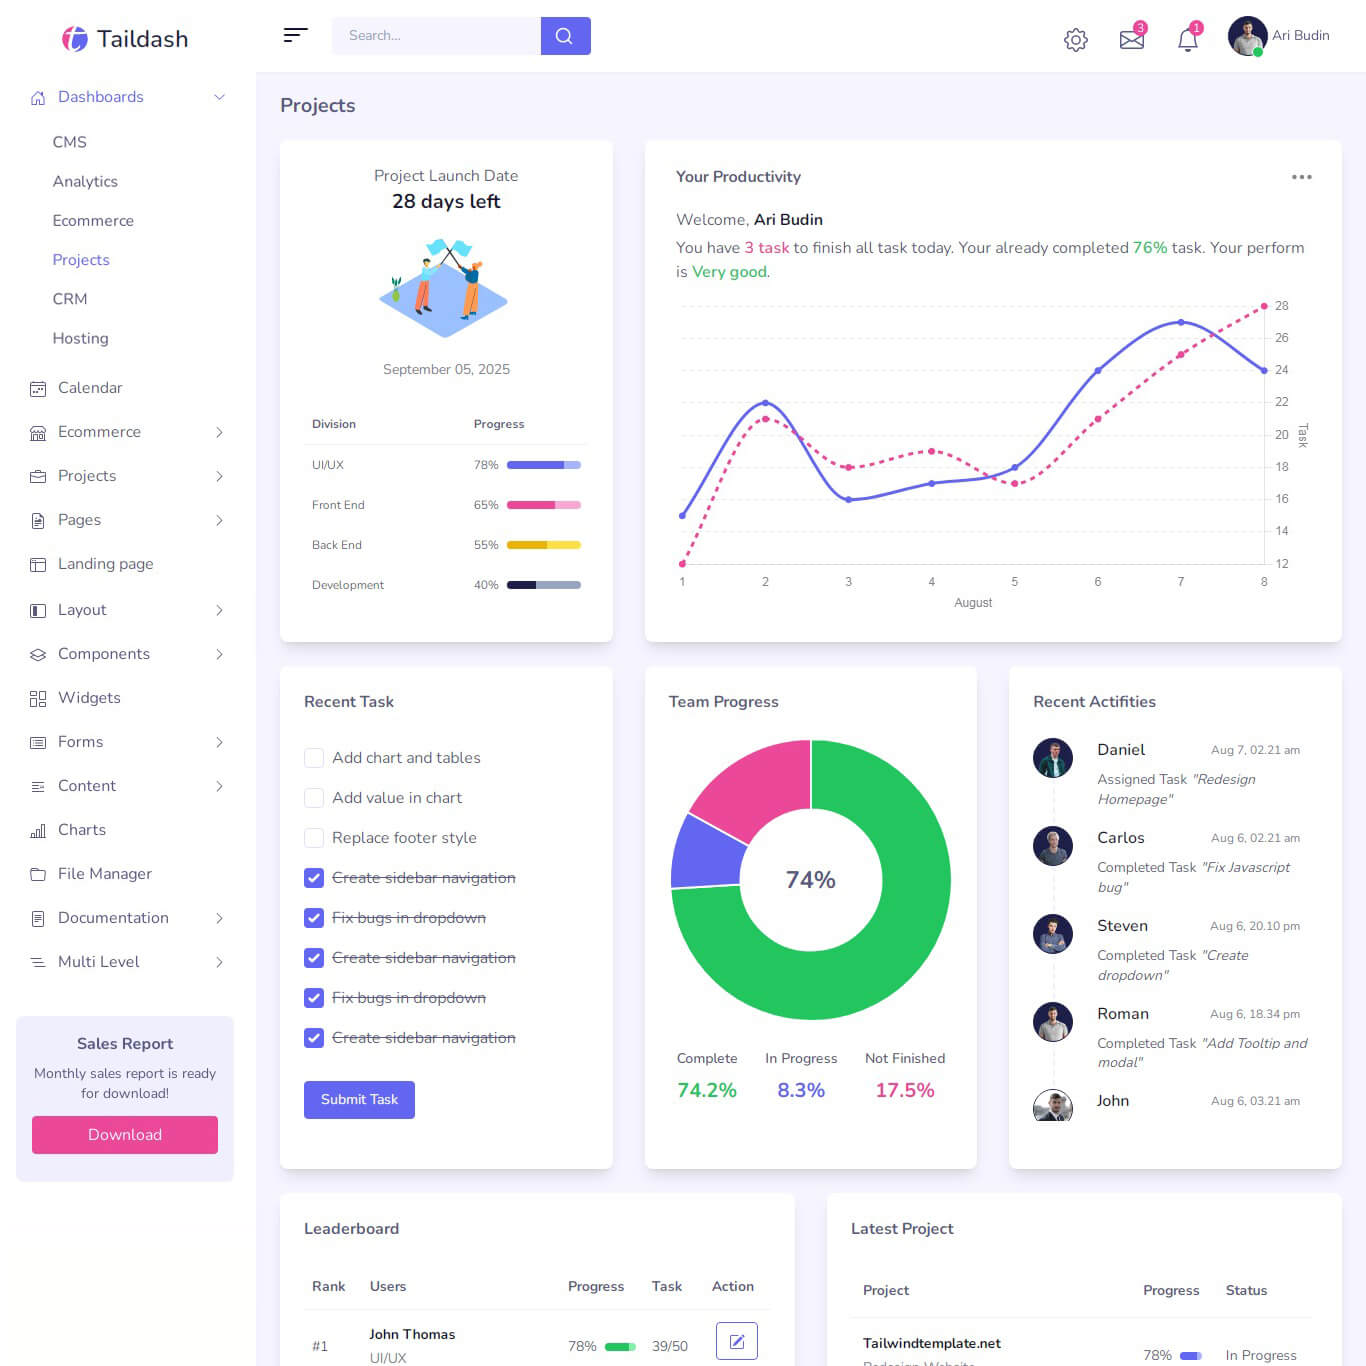 Taildash
Search...
3
1
Ari Budin
Dashboards
CMS
Analytics
Ecommerce
Projects
CRM
Hosting
Calendar
Ecommerce
Projects
Pages
Landing page
Layout
Components
Widgets
Forms
Content
Charts
File Manager
Documentation
Multi Level
Sales Report
Monthly sales report is ready
for download!
Download
Projects
Project Launch Date
28 days left
September 05, 2025
Division Progress
UI/UX 78%
Front End 65%
Back End 55%
Development 40%
Your Productivity
Welcome, Ari Budin
You have 3 task to finish all task today. Your already completed 76% task. Your perform
is Very good.
28
26
24
22
20
18
16
14
12
Task
1 2 3 4 5 6 7 8
August
Recent Task
Add chart and tables
Add value in chart
Replace footer style
Create sidebar navigation
Fix bugs in dropdown
Create sidebar navigation
Fix bugs in dropdown
Create sidebar navigation
Submit Task
Team Progress
74%
Complete In Progress Not Finished
74.2% 8.3% 17.5%
Recent Actifities
Daniel Aug 7, 02.21 am
Assigned Task "Redesign
Homepage"
Carlos Aug 6, 02.21 am
Completed Task "Fix Javascript
bug"
Steven Aug 6, 20.10 pm
Completed Task "Create
dropdown"
Roman Aug 6, 18.34 pm
Completed Task "Add Tooltip and
modal"
John Aug 6, 03.21 am
Leaderboard
Rank Users Progress Task Action
#1 John Thomas 78% 39/50
UI/UX
Latest Project
Project Progress Status
Tailwindtemplate.net 78% In Progress
Redesign Website